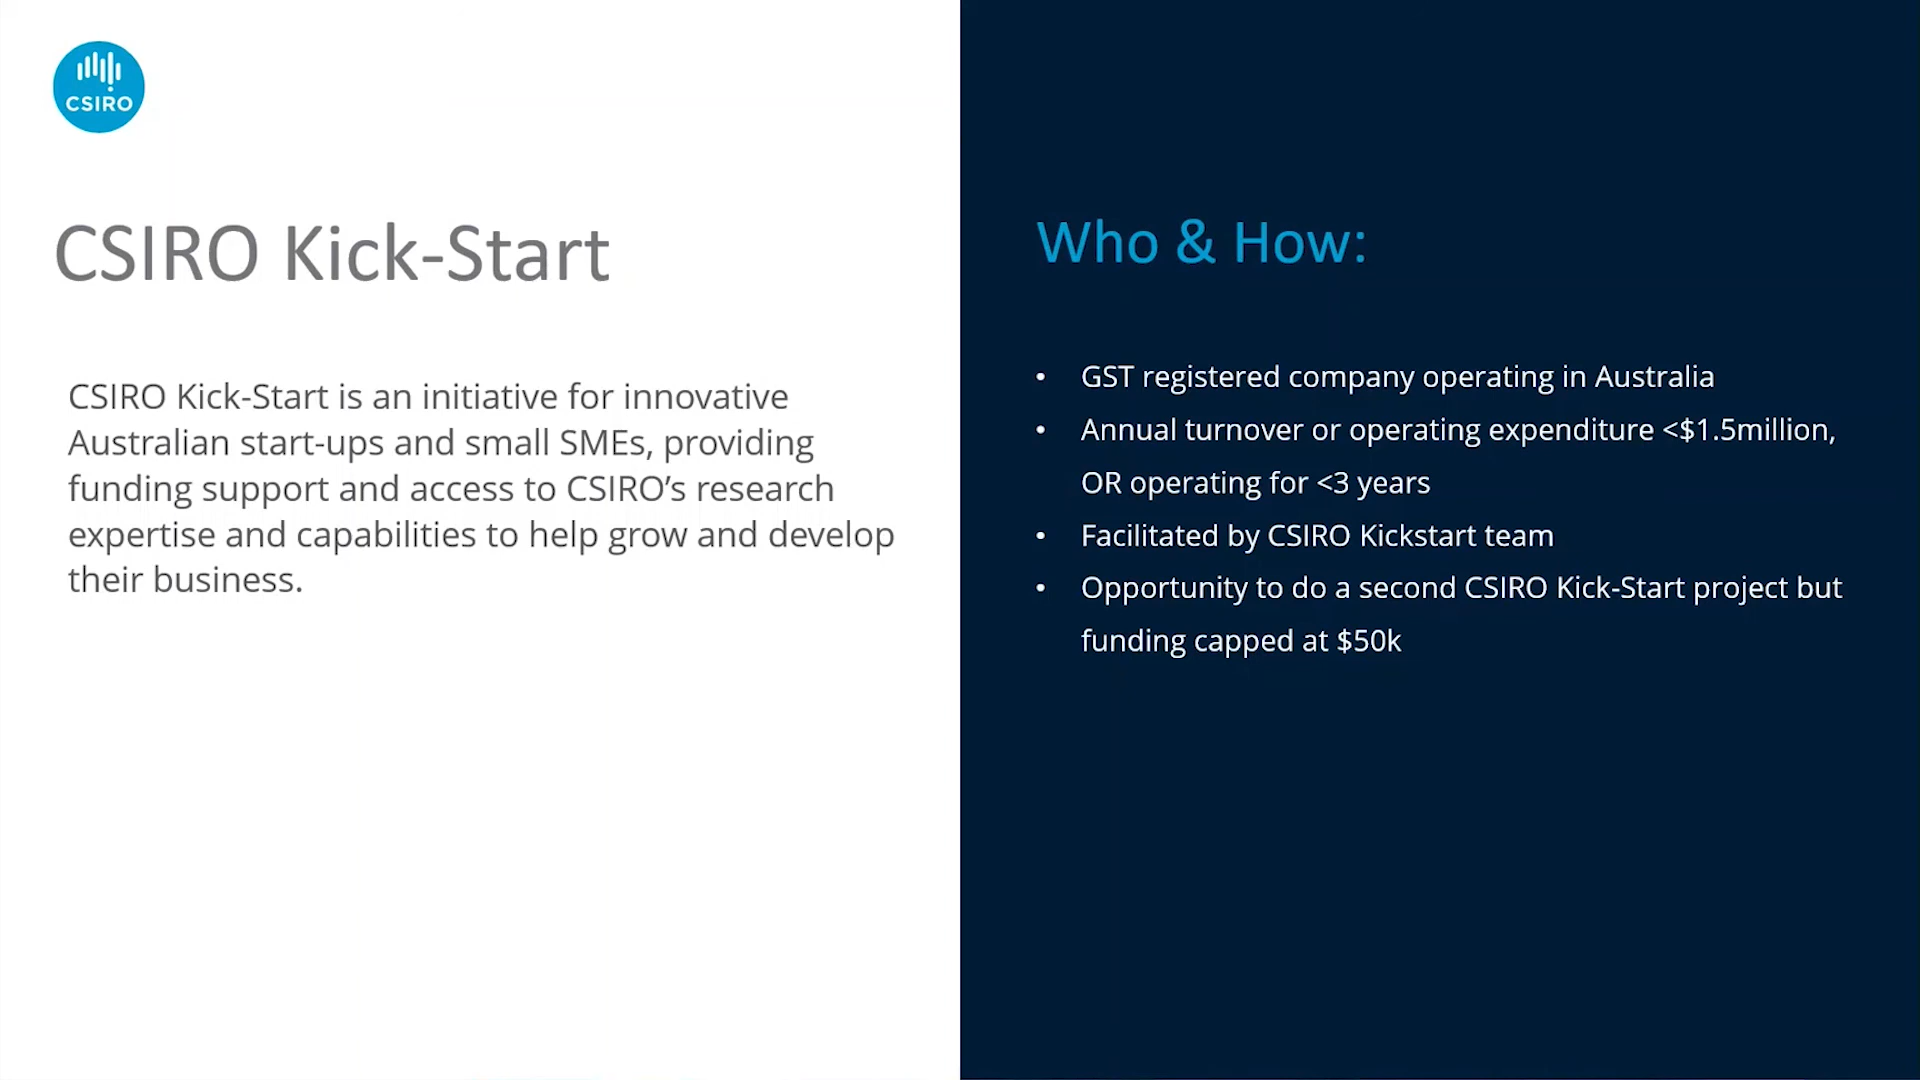 CSIRO
CSIRO Kick-Start
CSIRO Kick-Start is an initiative for innovative
Australian start-ups and small SMEs, providing
funding support and access to CSIRO’s research
expertise and capabilities to help grow and develop
their business.
Who & How:
• GST registered company operating in Australia
• Annual turnover or operating expenditure <$1.5million,
OR operating for <3 years
• Facilitated by CSIRO Kickstart team
• Opportunity to do a second CSIRO Kick-Start project but
funding capped at $50k